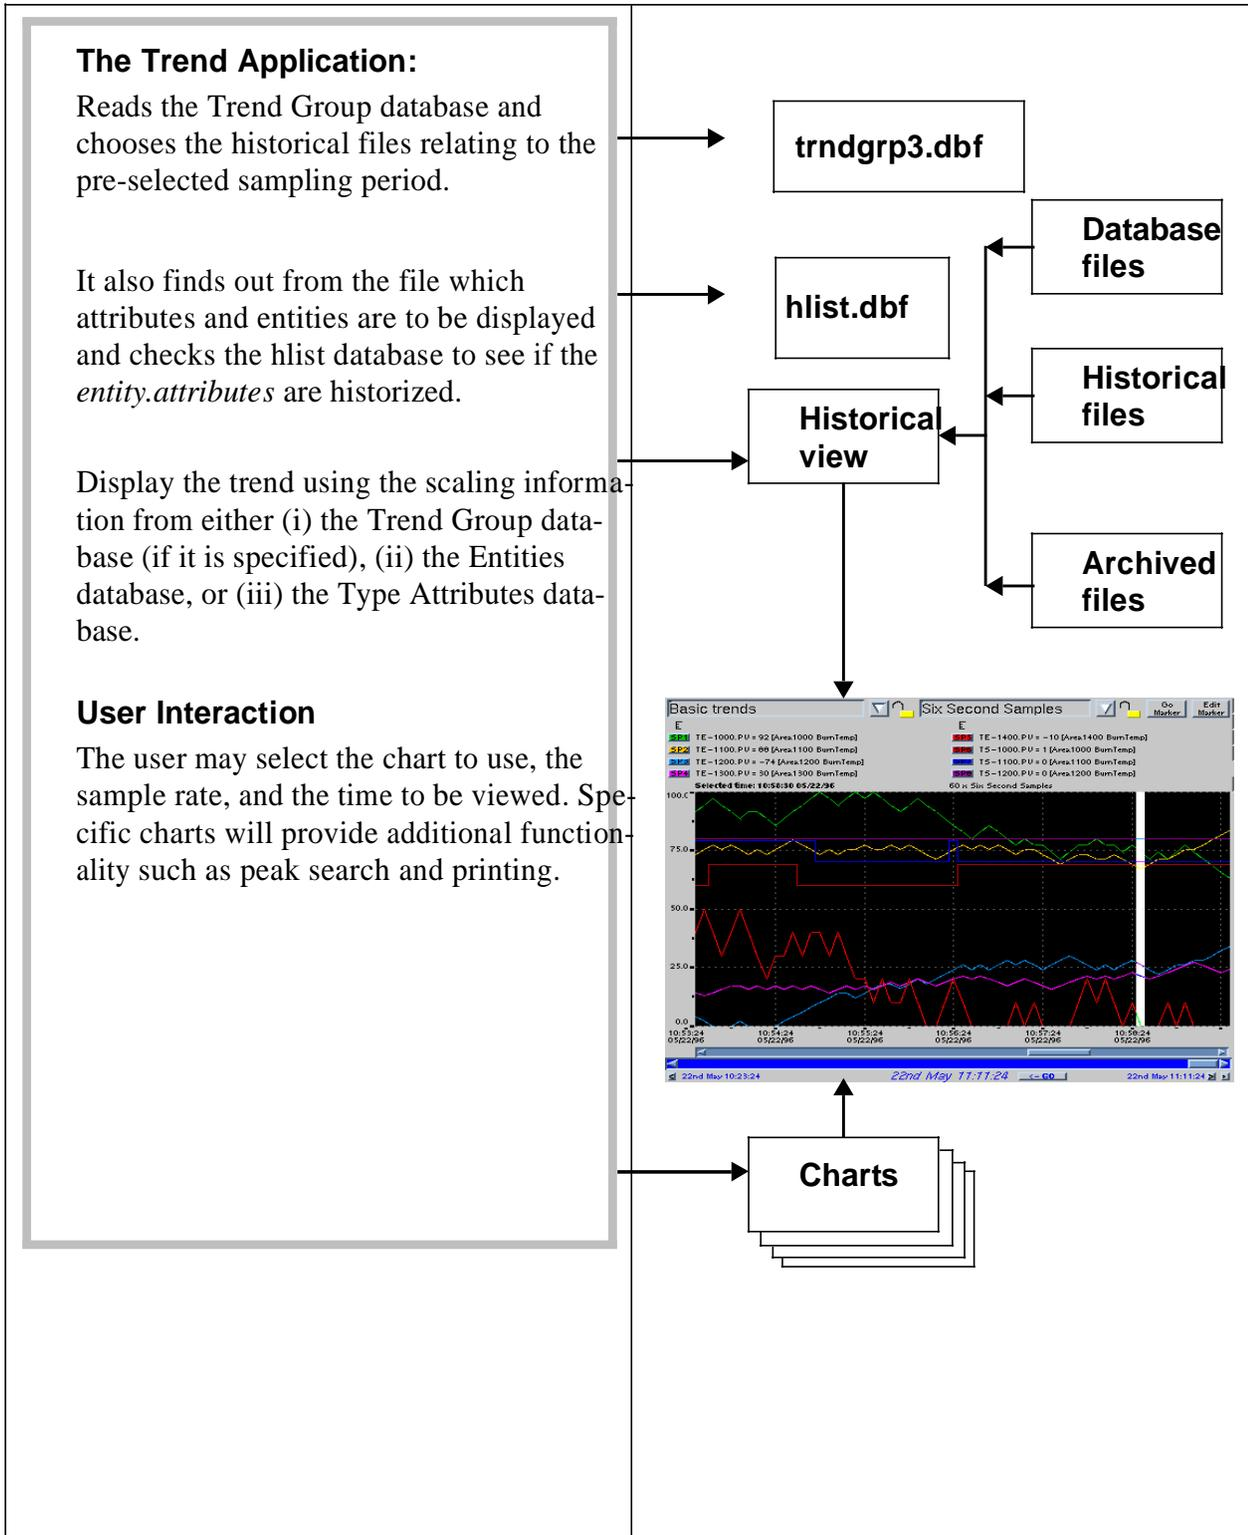 The Trend Application:
Reads the Trend Group database and
chooses the historical files relating to the
pre-selected sampling period.
It also finds out from the file which
attributes and entities are to be displayed
and checks the hlist database to see if the
entity.attributes are historized.
Display the trend using the scaling informa-
tion from either (i) the Trend Group data-
base (if it is specified), (ii) the Entities
database, or (iii) the Type Attributes data-
base.
User Interaction
The user may select the chart to use, the
sample rate, and the time to be viewed. Spe-
cific charts will provide additional function-
ality such as peak search and printing.
trndgrp3.dbf
hlist.dbf
Historical
view
Database
files
Historical
files
Archived
files
Basic trends
Six Second Samples
Go
Marker
Edit
Marker
E
E
SP1 TE-1000.PV = 92 [Area1000 BurnTemp]
SP2 TE-1100.PV = [Area1100 BurnTemp]
SP3 TE-1200.PV = -74 [Area1200 BurnTemp]
SP4 TE-1300.PV = 30 [Area1300 BurnTemp]
SP5 TE-1400.PV = -10 [Area1400 BurnTemp]
TS-1000.PV = 1 [Area1000 BurnTemp]
TS-1100.PV = 0 [Area1100 BurnTemp]
TS-1200.PV = 0 [Area1200 BurnTemp]
Selected time: 10:58:30 05/22/96
60 x Six Second Samples
100.0
75.0
50.0
25.0
0.0
10:53:24
05/22/96
10:54:24
05/22/96
10:55:24
05/22/96
10:56:24
05/22/96
10:57:24
05/22/96
10:58:24
05/22/96
22nd May 10:23:24
22nd May 11:11:24
<- GO
22nd May 11:11:24
Charts